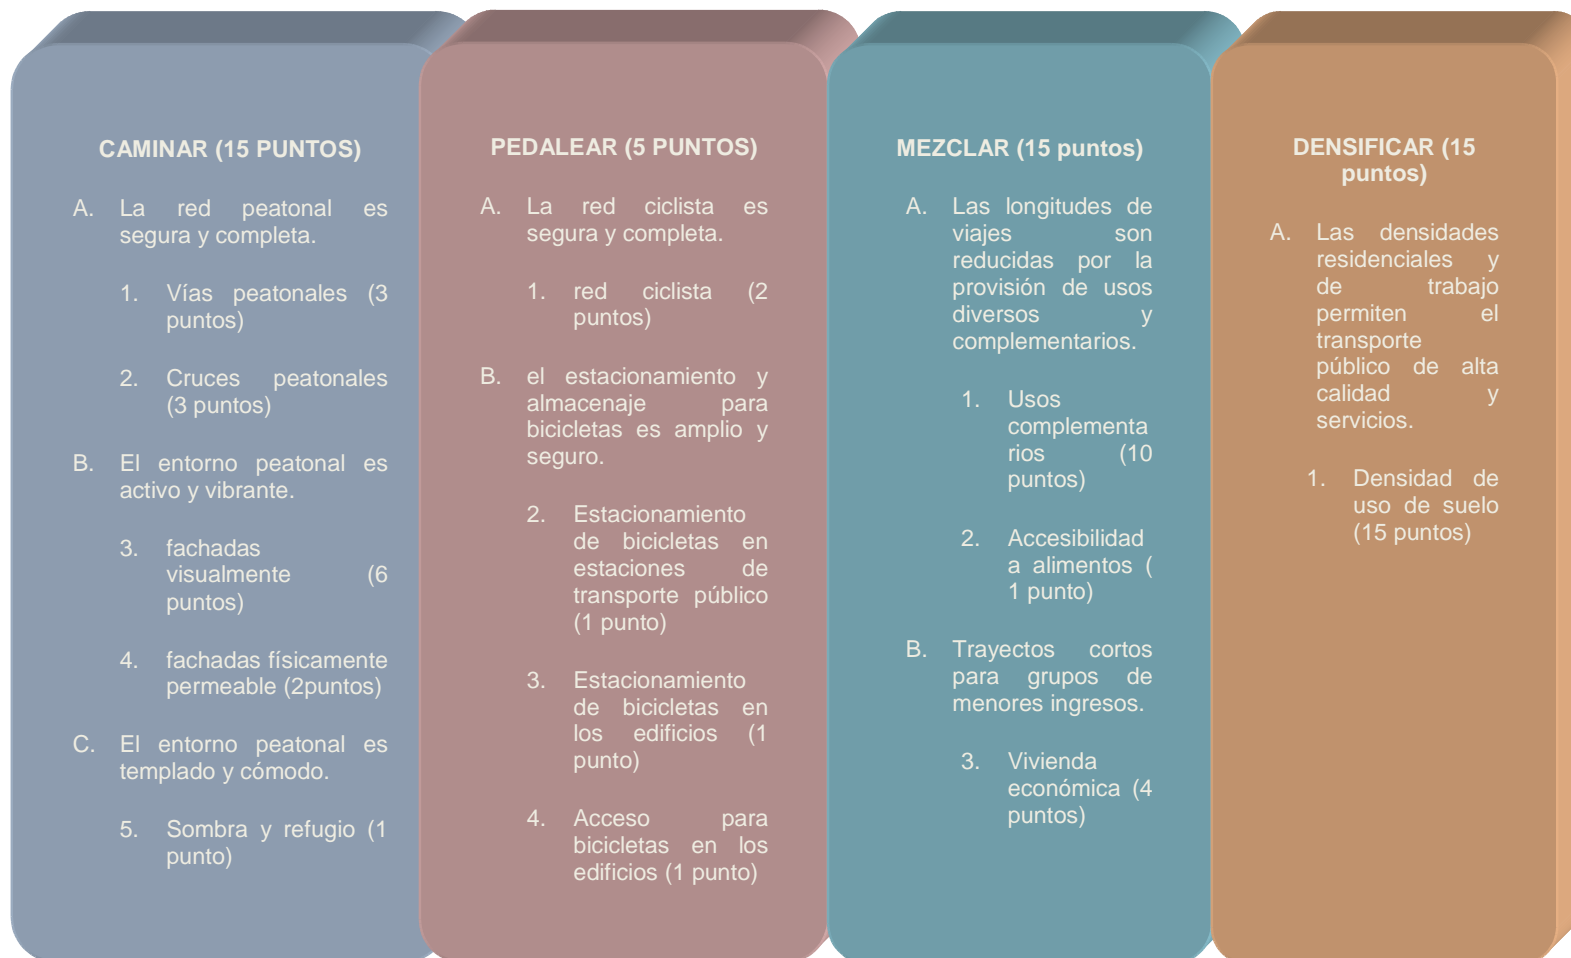 CAMINAR (15 PUNTOS)
A. La red peatonal es
segura y completa.
1. Vías peatonales (3
puntos)
2. Cruces peatonales
(3 puntos)
B. El entorno peatonal es
activo y vibrante.
3. fachadas
visualmente (6
puntos)
4. fachadas físicamente
permeable (2puntos)
C. El entorno peatonal es
templado y cómodo.
5. Sombra y refugio (1
punto)
PEDALEAR (5 PUNTOS)
A. La red ciclista es
segura y completa.
1. red ciclista (2
puntos)
B. el estacionamiento y
almacenaje para
bicicletas es amplio y
seguro.
2. Estacionamiento
de bicicletas en
estaciones de
transporte público
(1 punto)
3. Estacionamiento
de bicicletas en
los edificios (1
punto)
4. Acceso para
bicicletas en los
edificios (1 punto)
MEZCLAR (15 puntos)
A. Las longitudes de
viajes son
reducidas por la
provisión de usos
diversos y
complementarios.
1. Usos
complementa
rios (10
puntos)
2. Accesibilidad
a alimentos (
1 punto)
B. Trayectos cortos
para grupos de
menores ingresos.
3. Vivienda
económica (4
puntos)
DENSIFICAR (15
puntos)
A. Las densidades
residenciales y
de trabajo
permiten el
transporte
público de alta
calidad y
servicios.
1. Densidad de
uso de suelo
(15 puntos)